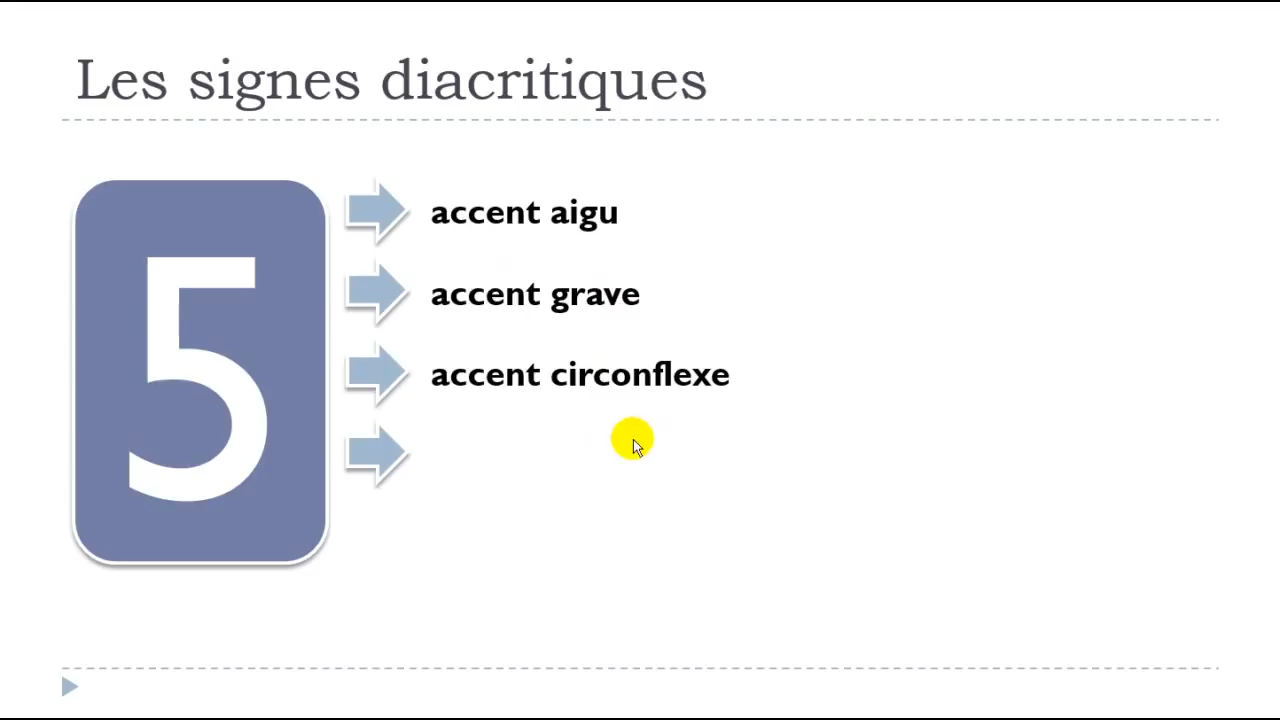 Les signes diacritiques
5
accent aigu
accent grave
accent circonflexe